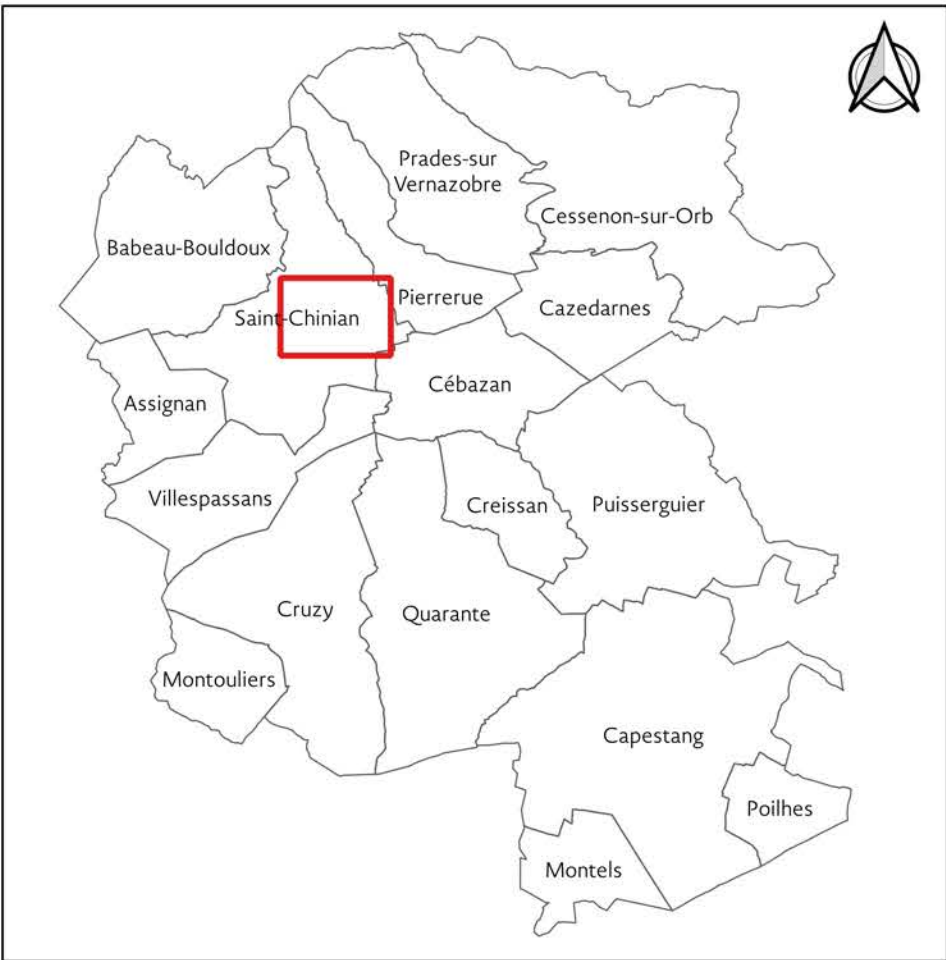 Prades-sur
Vernazobre
Cessenon-sur-Orb
Babeau-Bouldoux
Pierrerue
Cazedarnes
Saint-Chinian
Cébazan
Assignan
Villespassans
Creissan
Puisserguier
Cruzy
Quarante
Montouliers
Capestang
Poilhes
Montels